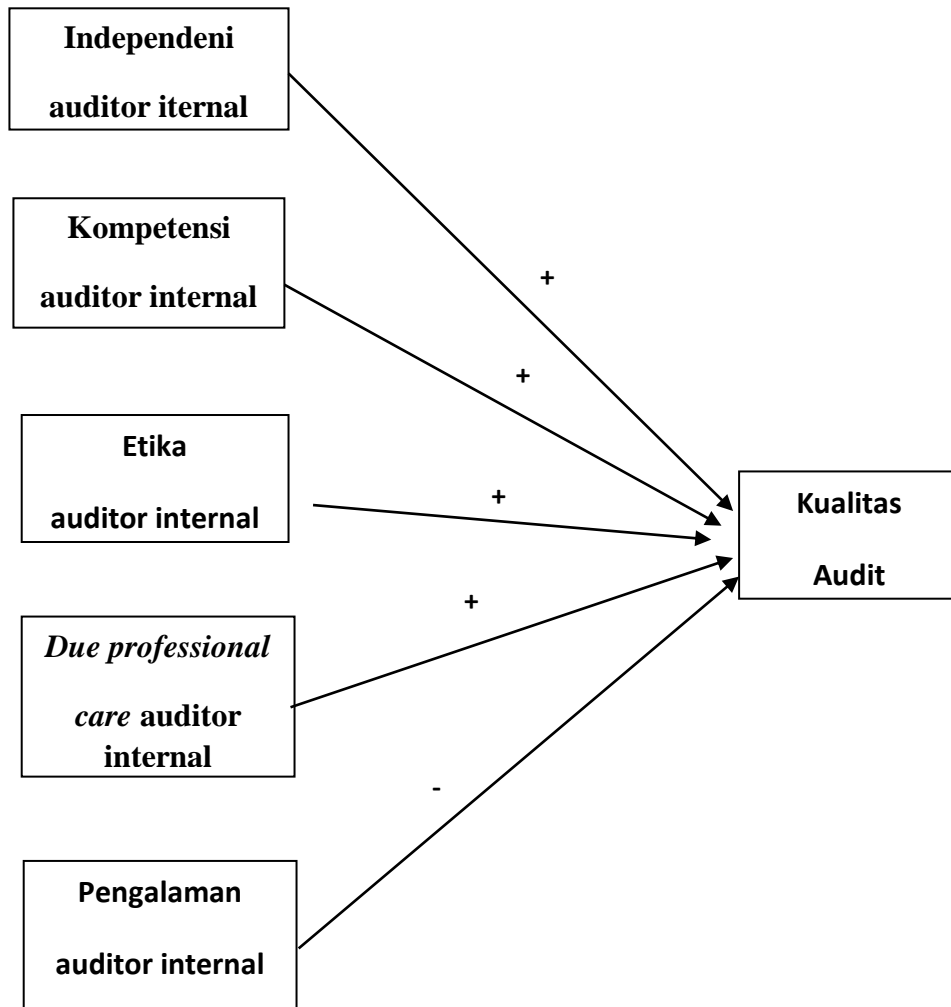 Independeni
auditor iternal
+
Kompetensi
auditor internal
+
Etika
auditor internal
+
Kualitas
Audit
+
Due professional
care auditor
internal
-
Pengalaman
auditor internal